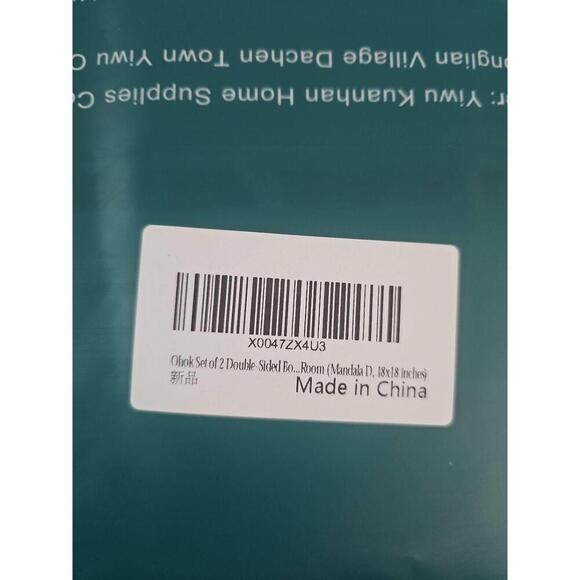 er: Yiwu Kuanhan Home Supplies Co
onglian Village Dachen Town Yiwu C
X0047ZX4U3
Ohok Set of 2 Double-Sided Bo...Room (Mandala D, 18x18 inches)
新品
Made in China